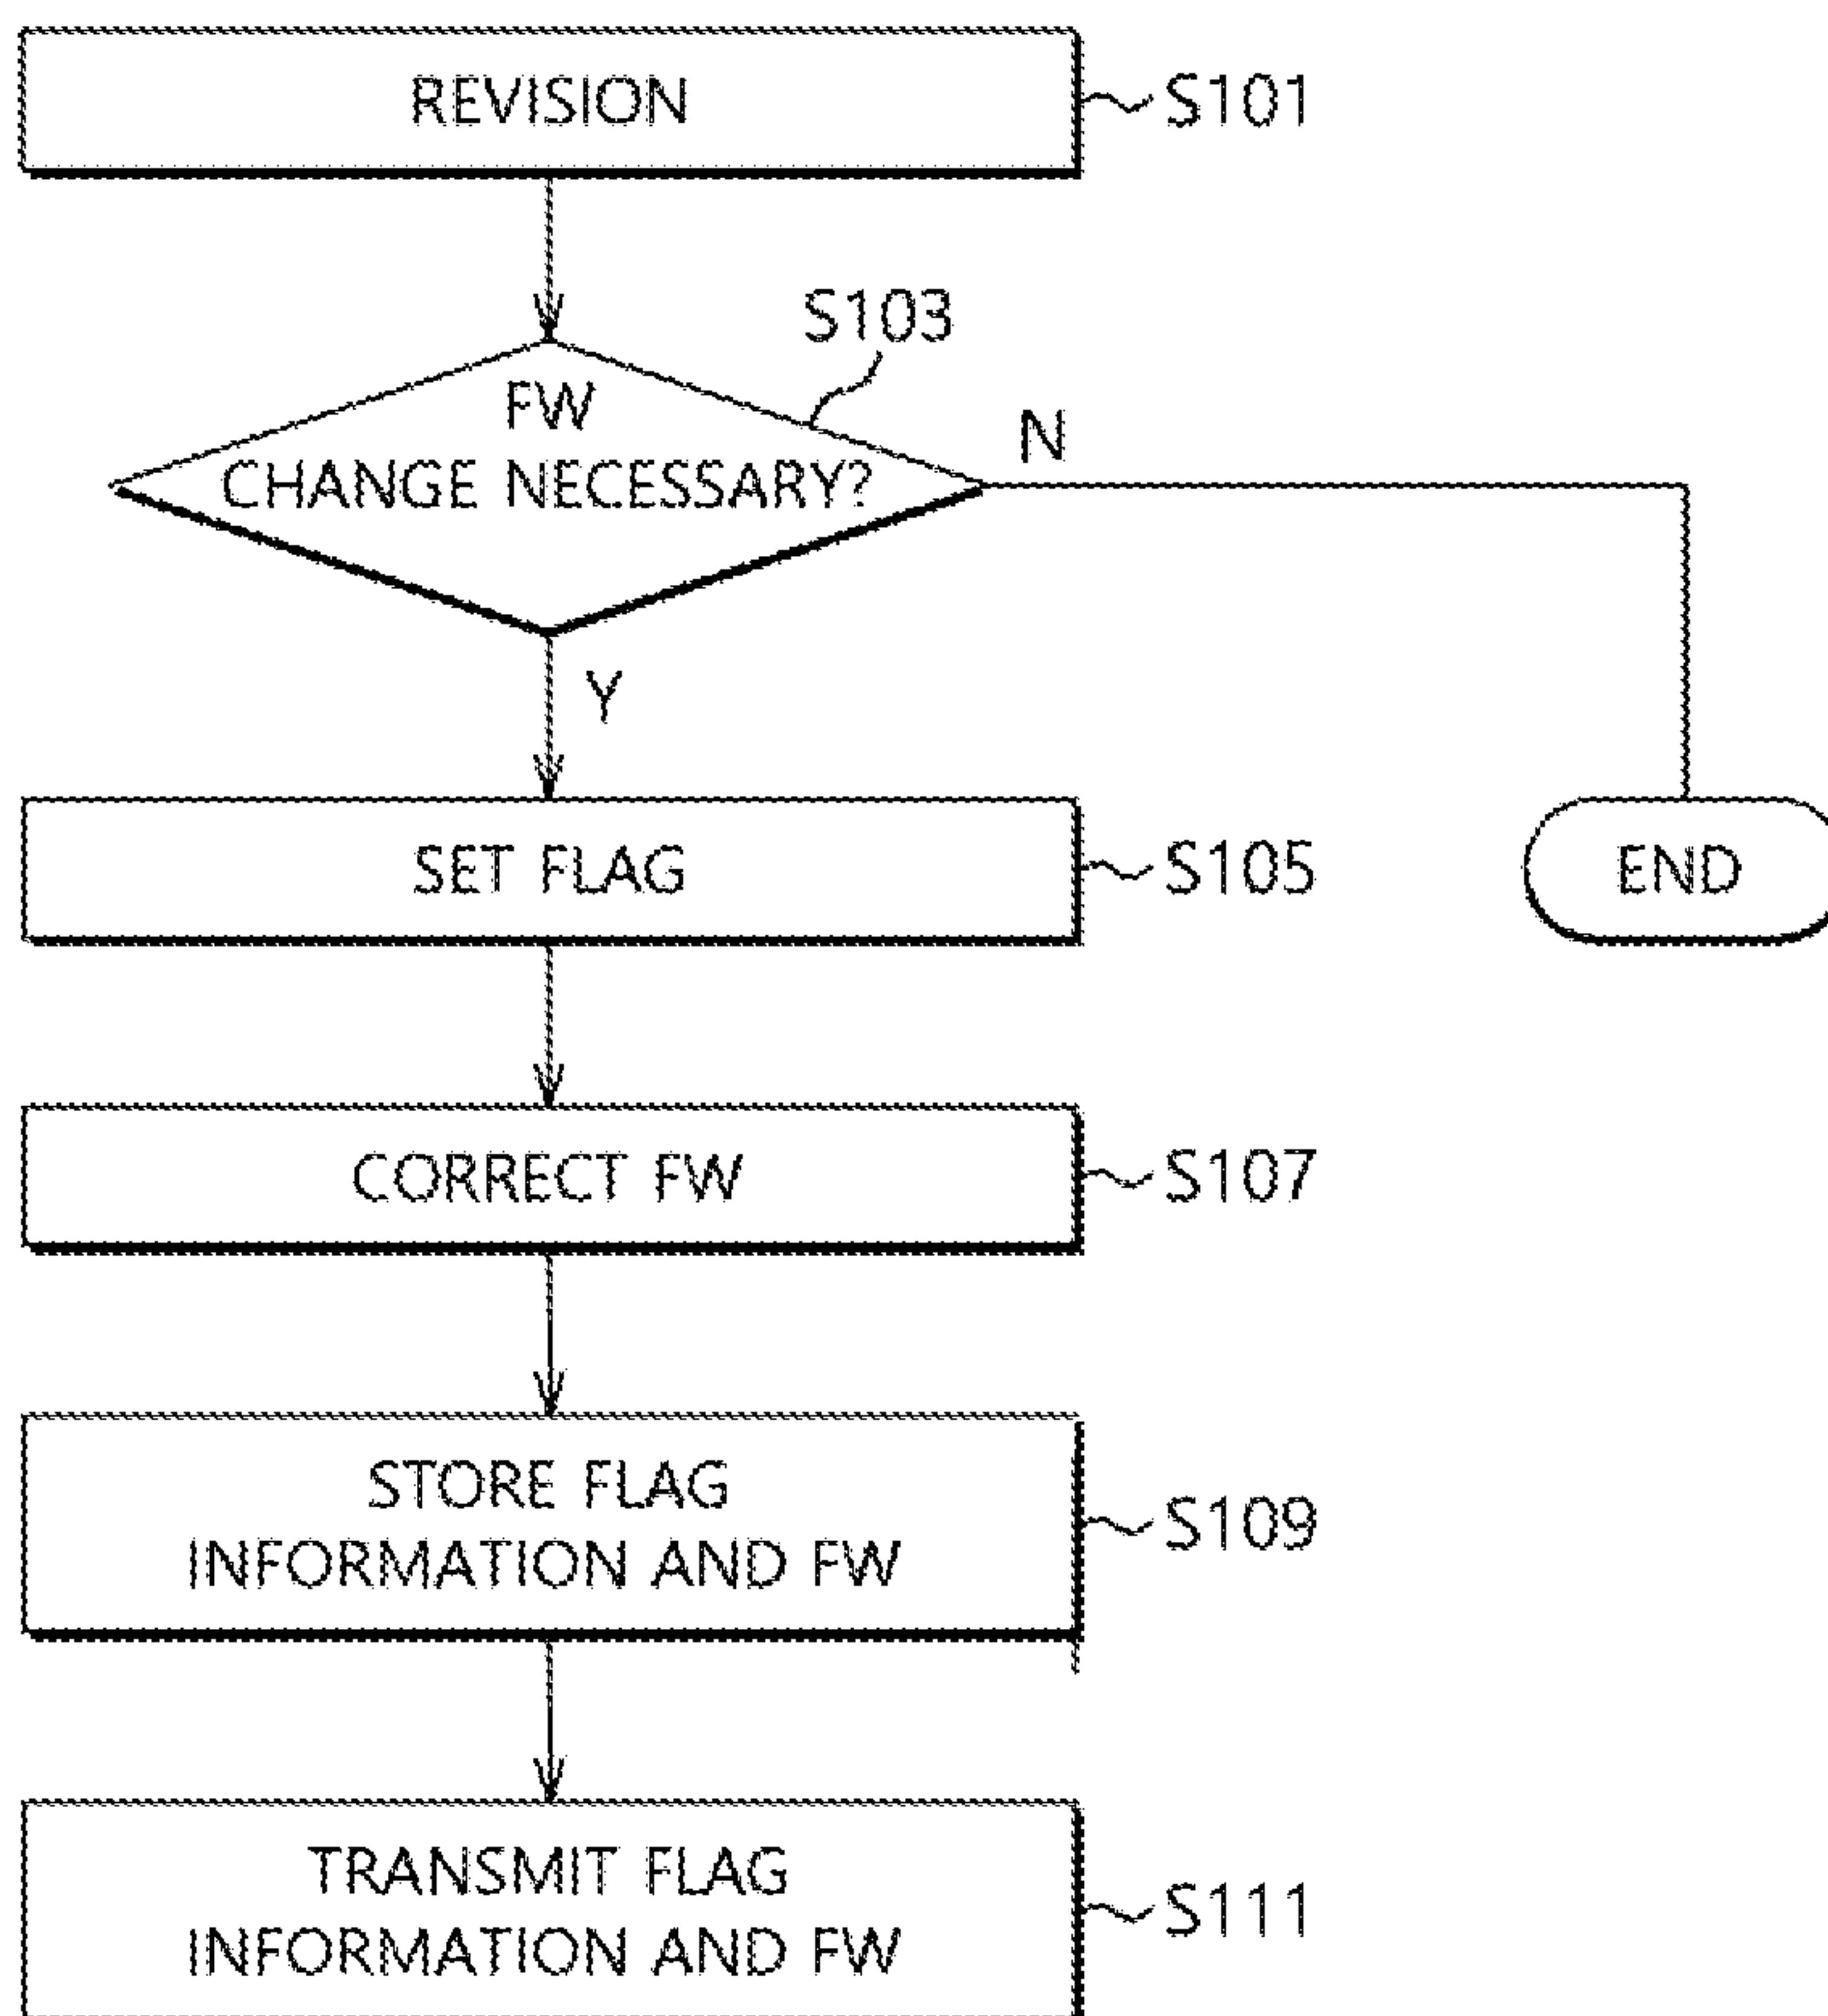 REVISION
S101
S103
FW
CHANGE NECESSARY?
N
Y
SET FLAG
S105
END
CORRECT FW
S107
STORE FLAG
INFORMATION AND FW
S109
TRANSMIT FLAG
INFORMATION AND FW
S111